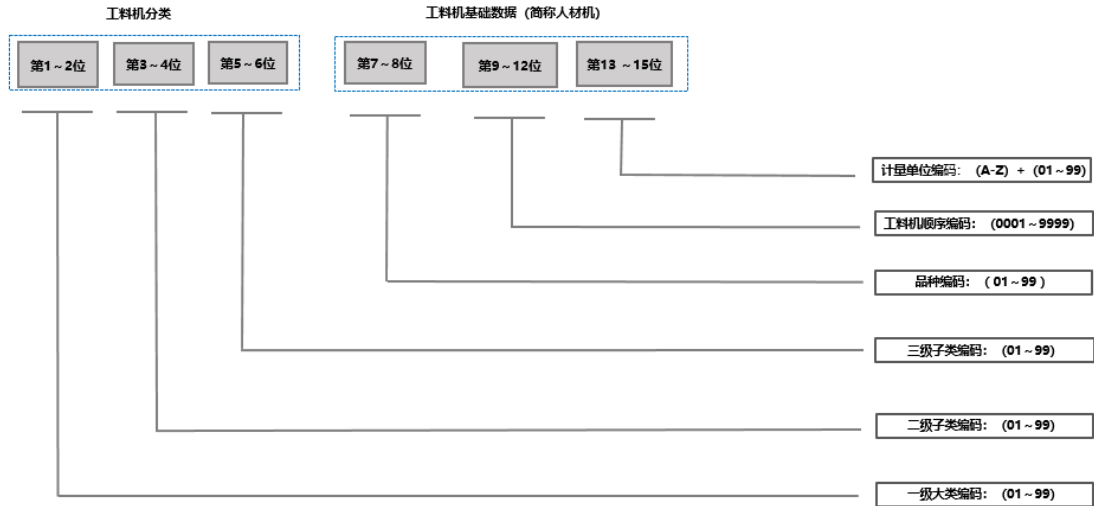 工料机分类
工料机基础数据 (简称人材机)
第1～2位
第3～4位
第5～6位
第7～8位
第9～12位
第13 ～15位
计量单位编码: (A-Z) + (01～99)
工料机顺序编码: (0001～9999)
品种编码: ( 01～99 )
三级子类编码: (01～99)
二级子类编码: (01～99)
一级大类编码: (01～99)